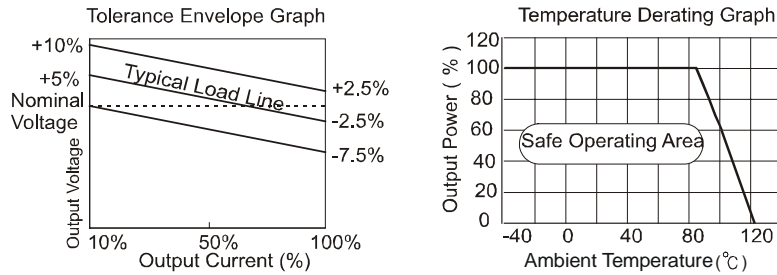 Tolerance Envelope Graph
+10%
+5%
Nominal
Voltage
Output Voltage
Typical Load Line
+2.5%
-2.5%
-7.5%
10%
50%
100%
Output Current (%)
Temperature Derating Graph
120
100
80
60
40
20
0
Output Power ( % )
Safe Operating Area
-40
0
40
80
120
Ambient Temperature(℃)